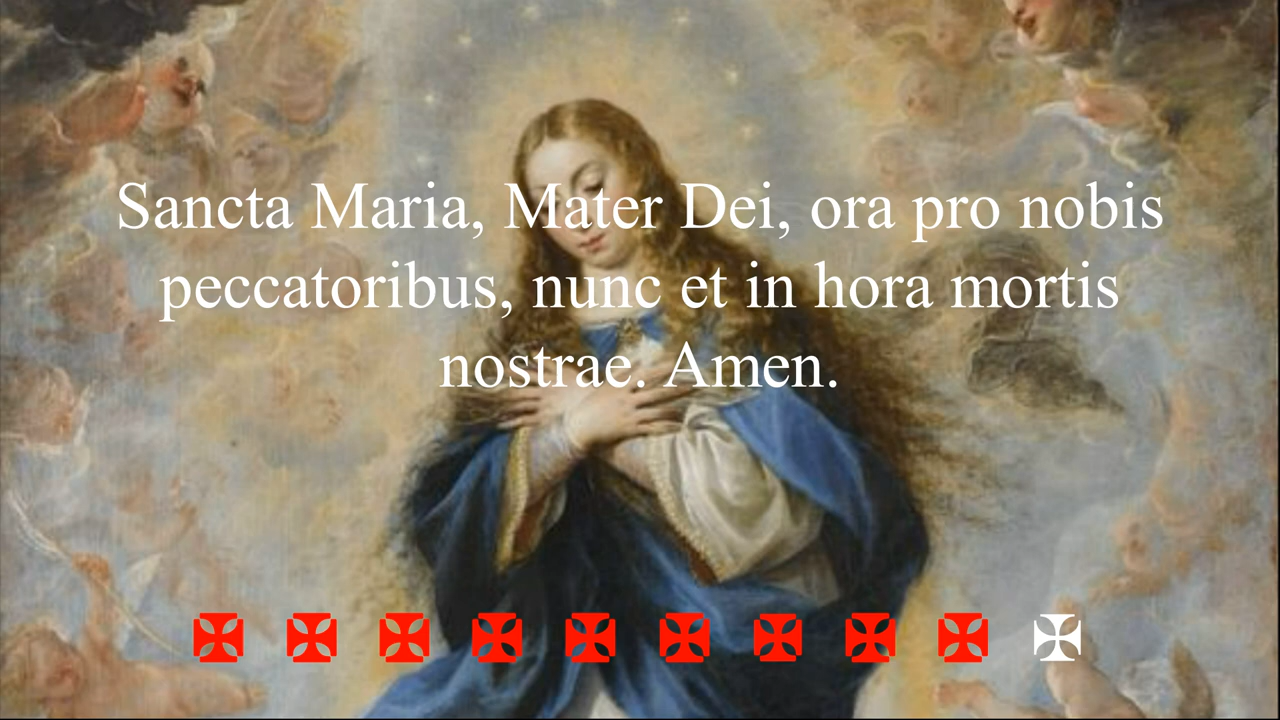 Sancta Maria, Mater Dei, ora pro nobis
peccatoribus, nunc et in hora mortis
nostrae. Amen.